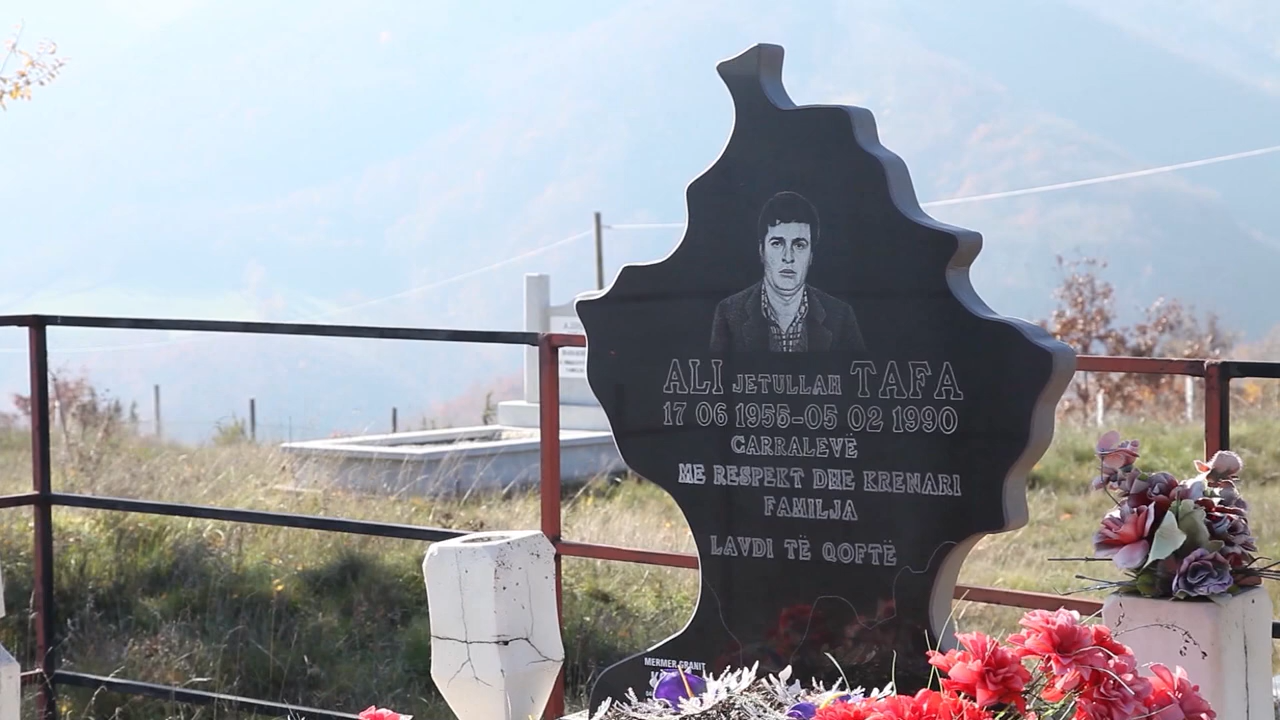 ALI JETULLAH TAFA
17 06 1955-05 02 1990
CARRALEVË
ME RESPEKT DHE KRENARI
FAMILJA
LAVDI TË QOFTË
MERMER GRANIT